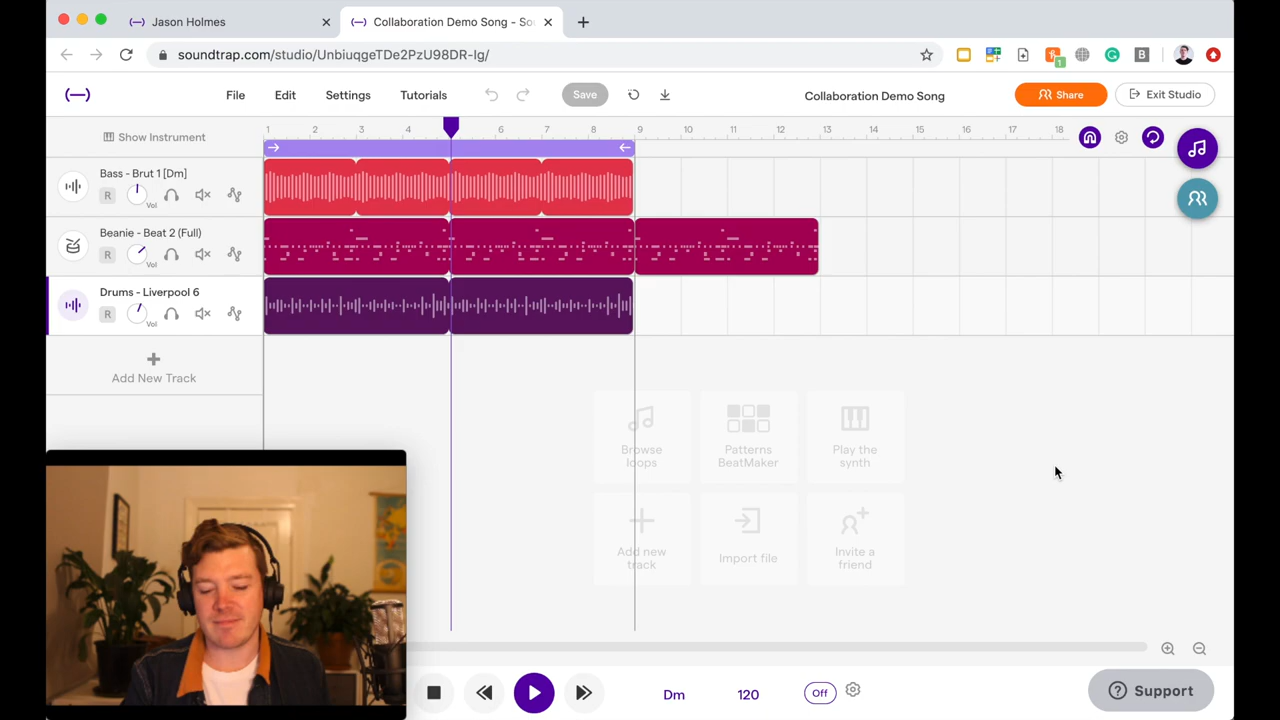 Jason Holmes
Collaboration Demo Song - So
soundtrap.com/studio/UnbiuqgeTDe2PzU98DR-Ig/
1
B
File
Edit
Settings
Tutorials
Save
Collaboration Demo Song
Share
Exit Studio
Show Instrument
1 2 3 4 6 7 8 9 10 11 12 13 14 15 16 17 18
Bass - Brut 1 [Dm]
R
Vol
Beanie - Beat 2 (Full)
R
Vol
Drums - Liverpool 6
R
Vol
Add New Track
Browse
loops
Patterns
BeatMaker
Play the
synth
Add new
track
Import file
Invite a
friend
Dm
120
Off
Support